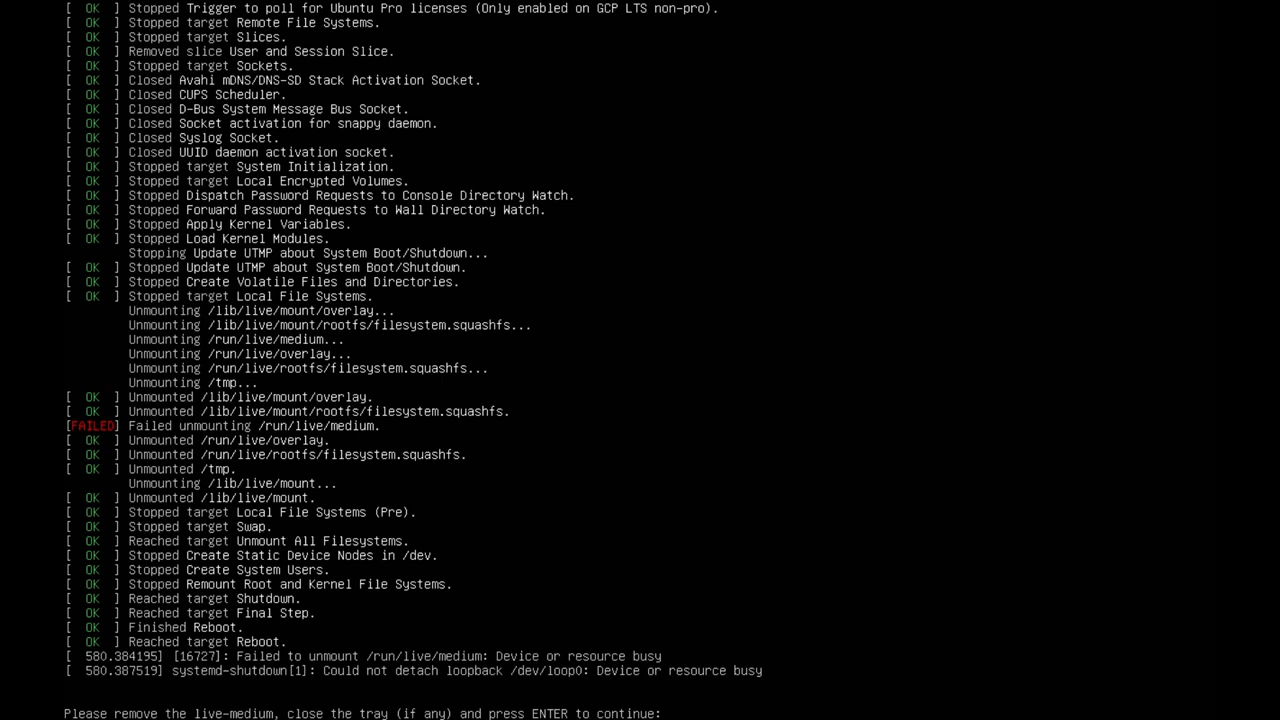 [  OK  ] Stopped Trigger to poll for Ubuntu Pro licenses (Only enabled on GCP LTS non-pro).
[  OK  ] Stopped target Remote File Systems.
[  OK  ] Stopped target Slices.
[  OK  ] Removed slice User and Session Slice.
[  OK  ] Stopped target Sockets.
[  OK  ] Closed Avahi mDNS/DNS-SD Stack Activation Socket.
[  OK  ] Closed CUPS Scheduler.
[  OK  ] Closed D-Bus System Message Bus Socket.
[  OK  ] Closed Socket activation for snappy daemon.
[  OK  ] Closed Syslog Socket.
[  OK  ] Closed UUID daemon activation socket.
[  OK  ] Stopped target System Initialization.
[  OK  ] Stopped target Local Encrypted Volumes.
[  OK  ] Stopped Dispatch Password Requests to Console Directory Watch.
[  OK  ] Stopped Forward Password Requests to Wall Directory Watch.
[  OK  ] Stopped Apply Kernel Variables.
[  OK  ] Stopped Load Kernel Modules.
         Stopping Update UTMP about System Boot/Shutdown...
[  OK  ] Stopped Update UTMP about System Boot/Shutdown.
[  OK  ] Stopped Create Volatile Files and Directories.
[  OK  ] Stopped target Local File Systems.
         Unmounting /lib/live/mount/overlay...
         Unmounting /lib/live/mount/rootfs/filesystem.squashfs...
         Unmounting /run/live/medium...
         Unmounting /run/live/overlay...
         Unmounting /run/live/rootfs/filesystem.squashfs...
         Unmounting /tmp...
[  OK  ] Unmounted /lib/live/mount/overlay.
[  OK  ] Unmounted /lib/live/mount/rootfs/filesystem.squashfs.
[FAILED] Failed unmounting /run/live/medium.
[  OK  ] Unmounted /run/live/overlay.
[  OK  ] Unmounted /run/live/rootfs/filesystem.squashfs.
[  OK  ] Unmounted /tmp.
         Unmounting /lib/live/mount...
[  OK  ] Unmounted /lib/live/mount.
[  OK  ] Stopped target Local File Systems (Pre).
[  OK  ] Stopped target Swap.
[  OK  ] Reached target Unmount All Filesystems.
[  OK  ] Stopped Create Static Device Nodes in /dev.
[  OK  ] Stopped Create System Users.
[  OK  ] Stopped Remount Root and Kernel File Systems.
[  OK  ] Reached target Shutdown.
[  OK  ] Reached target Final Step.
[  OK  ] Finished Reboot.
[  OK  ] Reached target Reboot.
[  580.384195] [16727]: Failed to unmount /run/live/medium: Device or resource busy
[  580.387519] systemd-shutdown[1]: Could not detach loopback /dev/loop0: Device or resource busy
Please remove the live-medium, close the tray (if any) and press ENTER to continue: